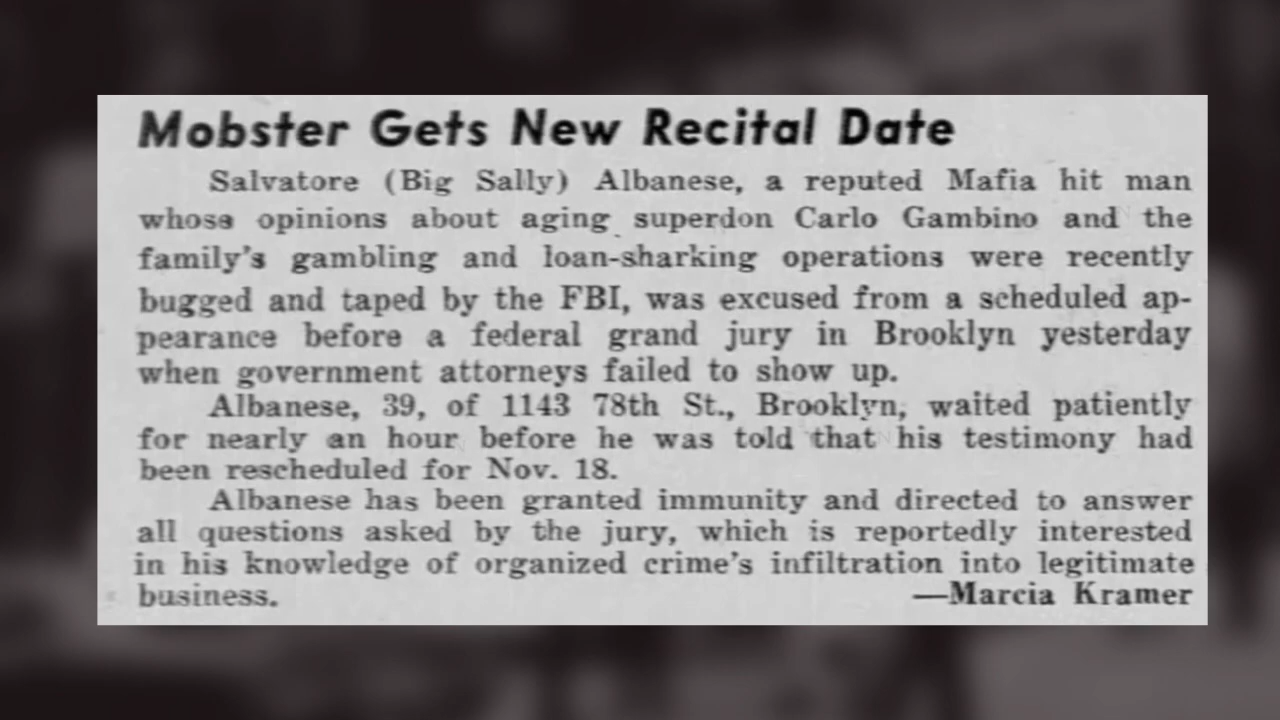 Mobster Gets New Recital Date
Salvatore (Big Sally) Albanese, a reputed Mafia hit man
whose opinions about aging superdon Carlo Gambino and the
family's gambling and loan-sharking operations were recently
bugged and taped by the FBI, was excused from a scheduled ap-
pearance before a federal grand jury in Brooklyn yesterday
when government attorneys failed to show up.
Albanese, 39, of 1143 78th St., Brooklyn, waited patiently
for nearly an hour before he was told that his testimony had
been rescheduled for Nov. 18.
Albanese has been granted immunity and directed to answer
all questions asked by the jury, which is reportedly interested
in his knowledge of organized crime's infiltration into legitimate
business. —Marcia Kramer